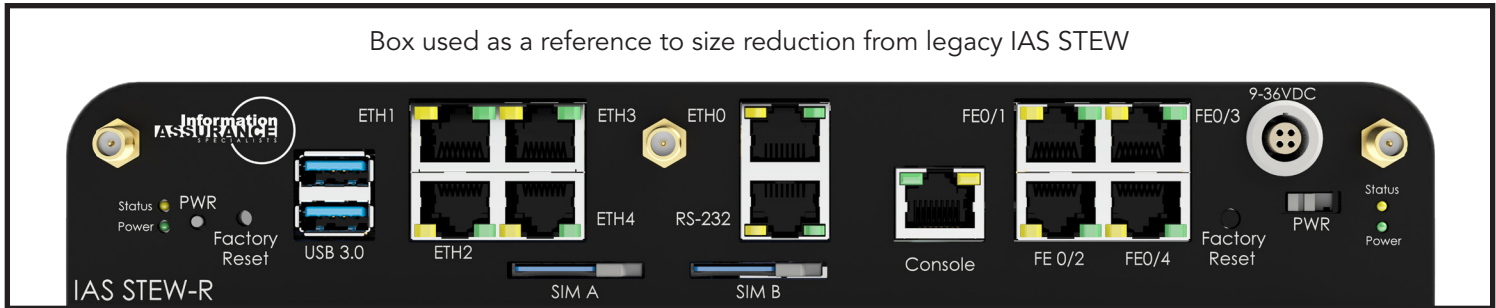 Box used as a reference to size reduction from legacy IAS STEW
Information
ASSURANCE
SPECIALISTS
ETH1
ETH3
ETH0
FE0/1
FE0/3
9-36VDC
Status
PWR
Power
Factory
Reset
USB 3.0
ETH2
ETH4
RS-232
Console
FE 0/2
FE0/4
Factory
Reset
PWR
Status
Power
IAS STEW-R
SIM A
SIM B